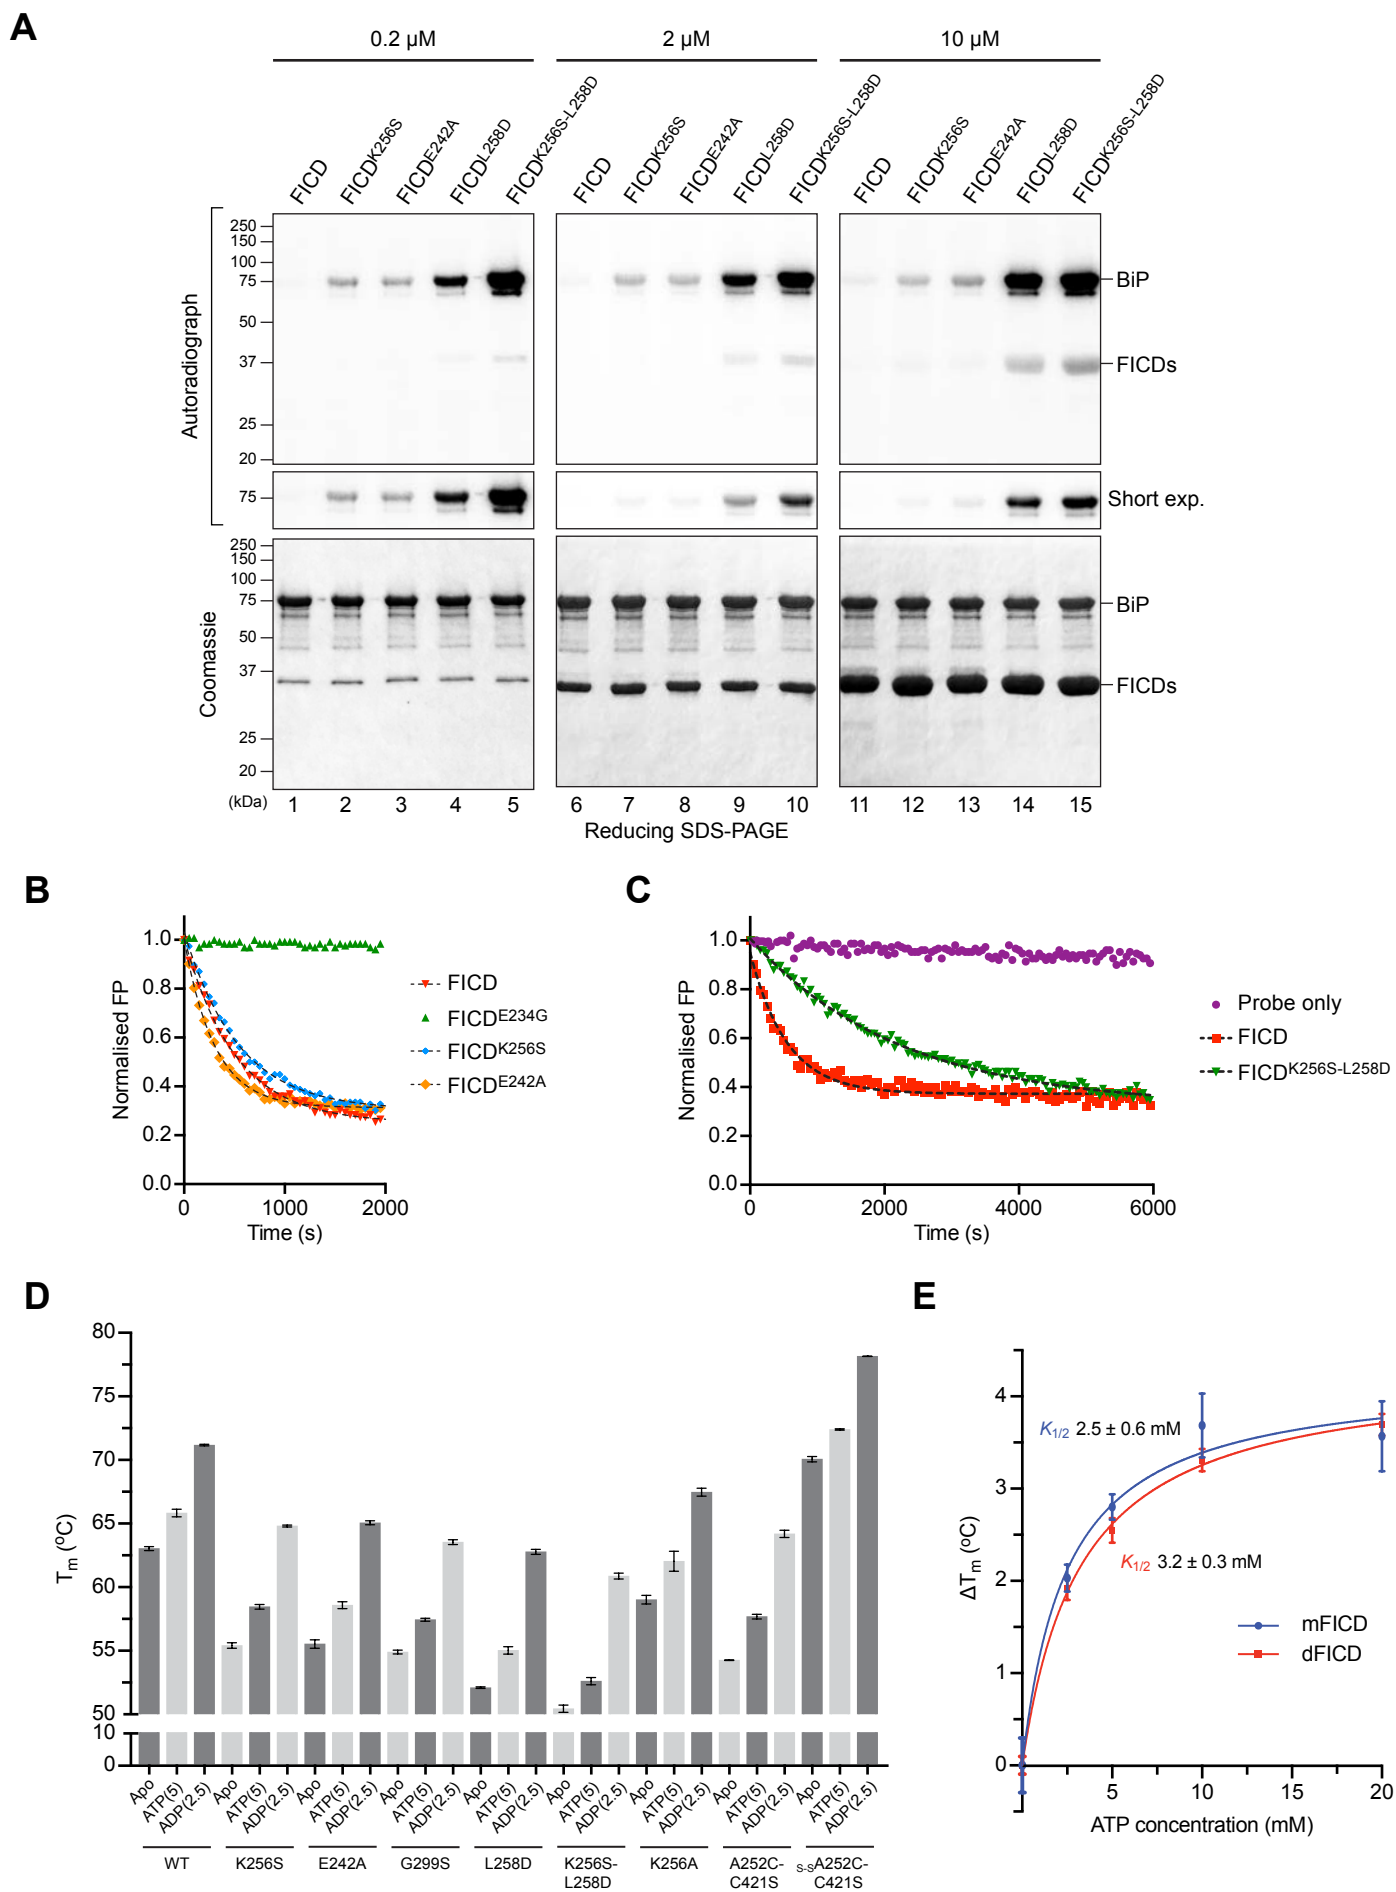 A
0.2 µM
2 µM
10 µM
FICD
FICDK256S
FICDE242A
FICDL258D
FICDK256S-L258D
FICD
FICDK256S
FICDE242A
FICDL258D
FICDK256S-L258D
FICD
FICDK256S
FICDE242A
FICDL258D
FICDK256S-L258D
Autoradiograph
250
150
100
75
50
37
25
20
BiP
FICDs
75
Short exp.
Coomassie
250
150
100
75
50
37
25
20
BiP
FICDs
(kDa)
1 2 3 4 5 6 7 8 9 10 11 12 13 14 15
Reducing SDS-PAGE
B
Normalised FP
1.0
0.8
0.6
0.4
0.2
0.0
0 1000 2000
Time (s)
FICD
FICDE234G
FICDK256S
FICDE242A
C
Normalised FP
1.0
0.8
0.6
0.4
0.2
0.0
0 2000 4000 6000
Time (s)
Probe only
FICD
FICDK256S-L258D
D
Tm (oC)
80
75
70
65
60
55
50
10
0
Apo ATP(5) ADP(2.5) Apo ATP(5) ADP(2.5) Apo ATP(5) ADP(2.5) Apo ATP(5) ADP(2.5) Apo ATP(5) ADP(2.5) Apo ATP(5) ADP(2.5) Apo ATP(5) ADP(2.5) Apo ATP(5) ADP(2.5) Apo ATP(5) ADP(2.5)
WT K256S E242A G299S L258D K256S- K256A A252C- S-SA252C-
L258D C421S C421S
E
ΔTm (oC)
4
3
2
1
0
K1/2 2.5 ± 0.6 mM
K1/2 3.2 ± 0.3 mM
mFICD
dFICD
5 10 15 20
ATP concentration (mM)